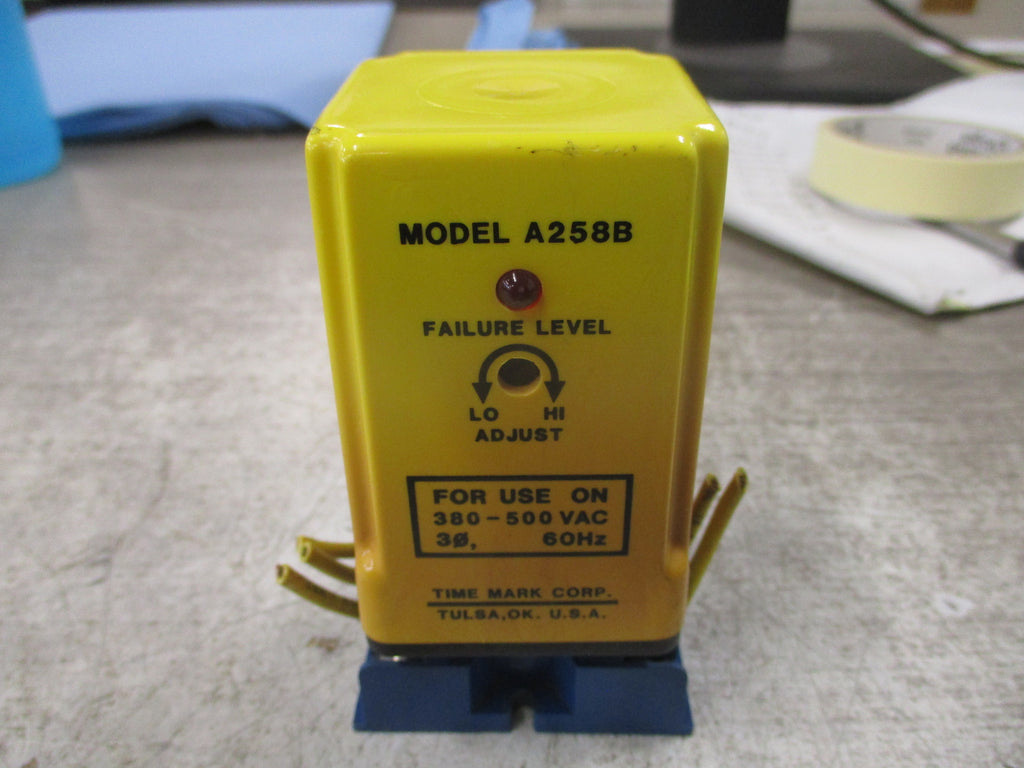 MODEL A258B
FAILURE LEVEL
LO HI
ADJUST
FOR USE ON
380-500 VAC
3Ø, 60Hz
TIME MARK CORP.
TULSA, OK. U.S.A.